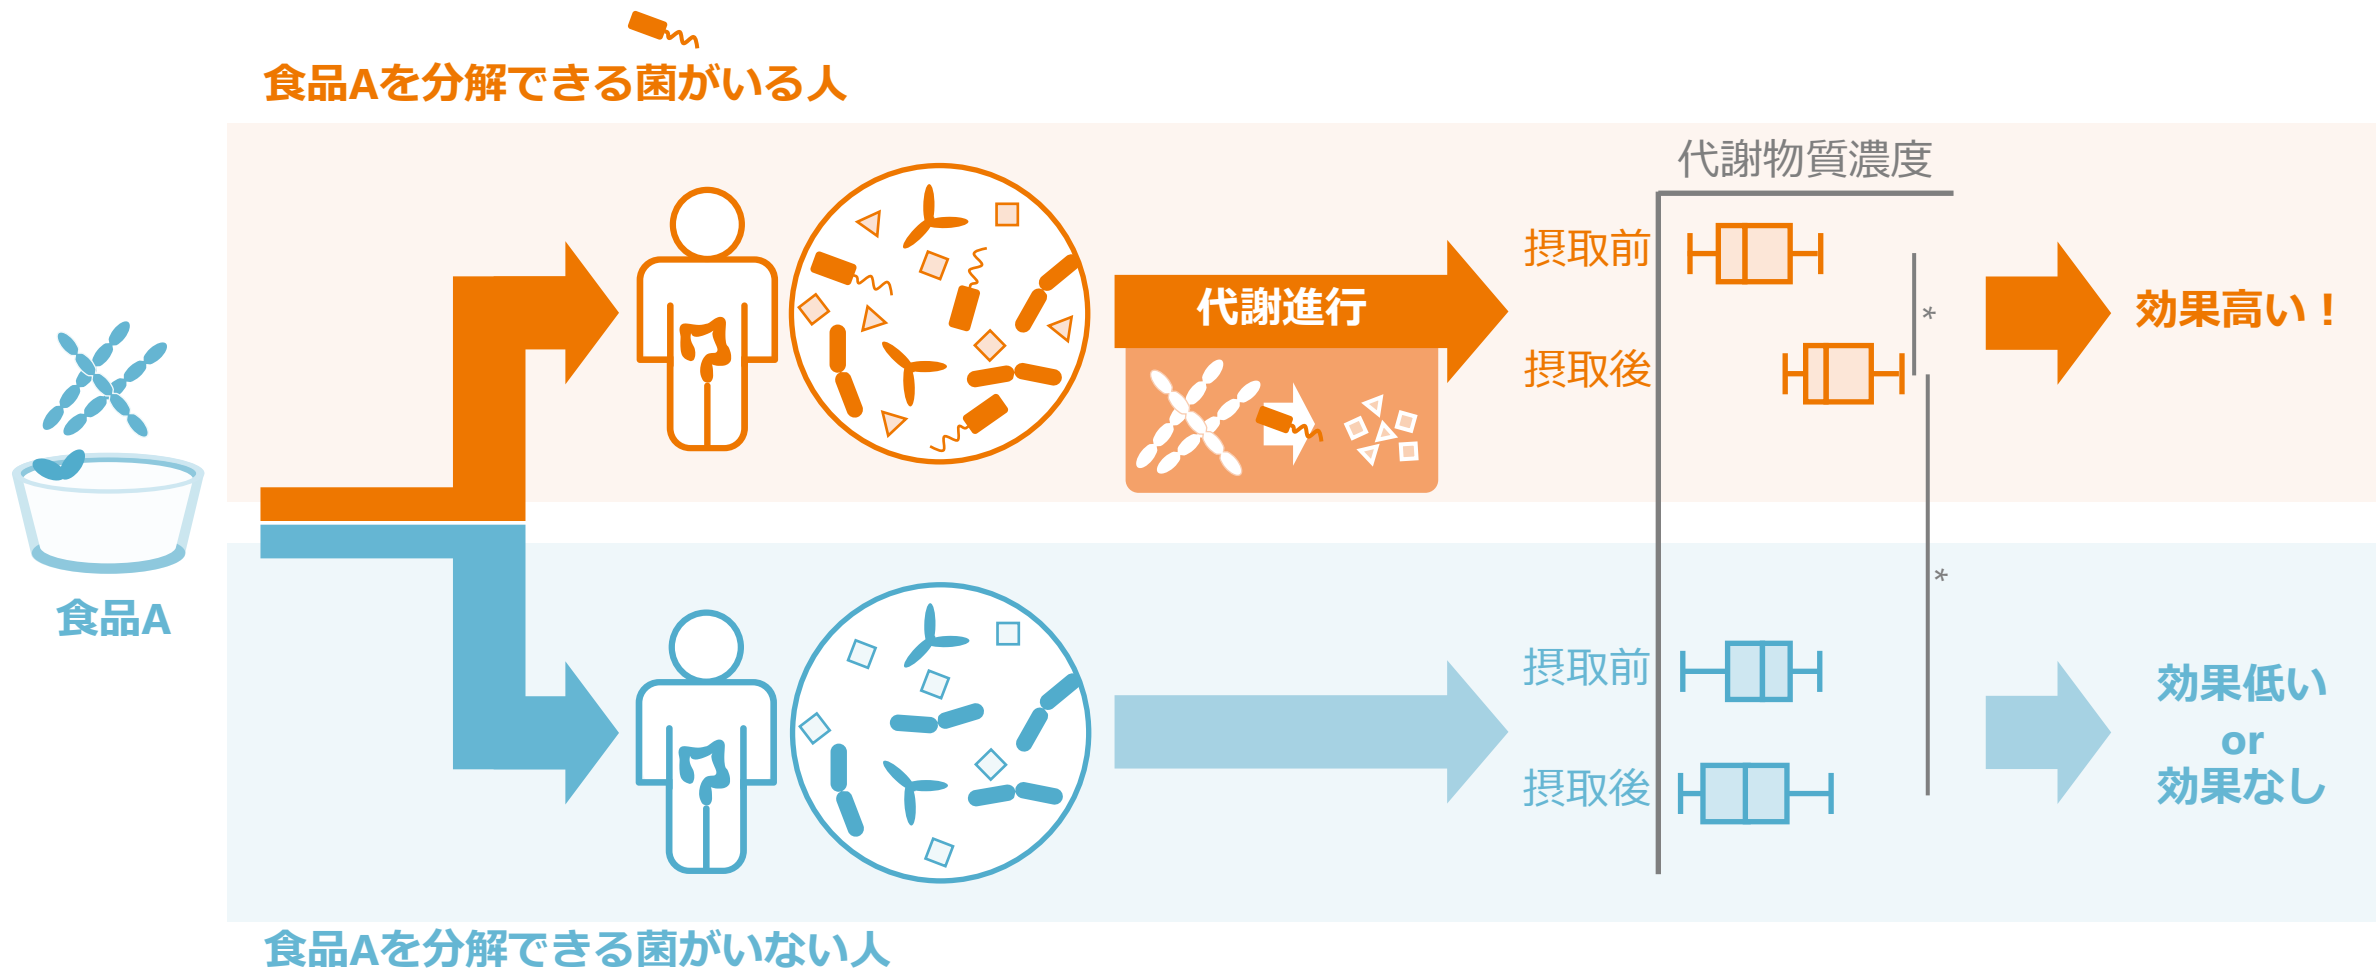 食品Aを分解できる菌がいる人
代謝物質濃度
摂取前
代謝進行
効果高い！
*
摂取後
食品A
*
摂取前
効果低い
or
効果なし
摂取後
食品Aを分解できる菌がいない人